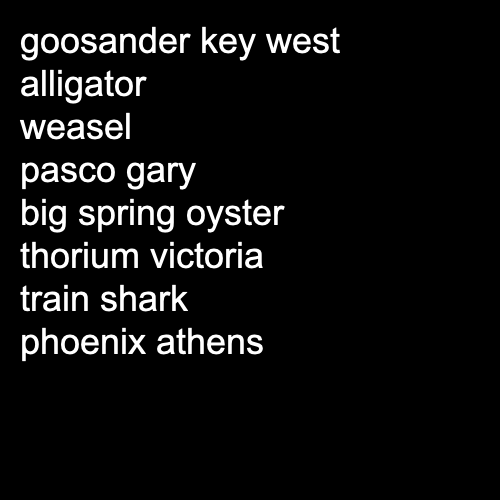 goosander key west
alligator
weasel
pasco gary
big spring oyster
thorium victoria
train shark
phoenix athens